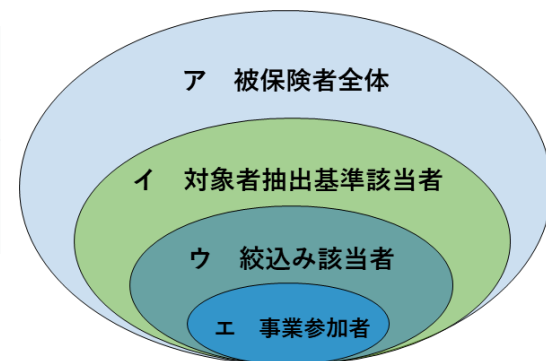 ア　被保険者全体
イ　対象者抽出基準該当者
ウ　絞込み該当者
エ　事業参加者